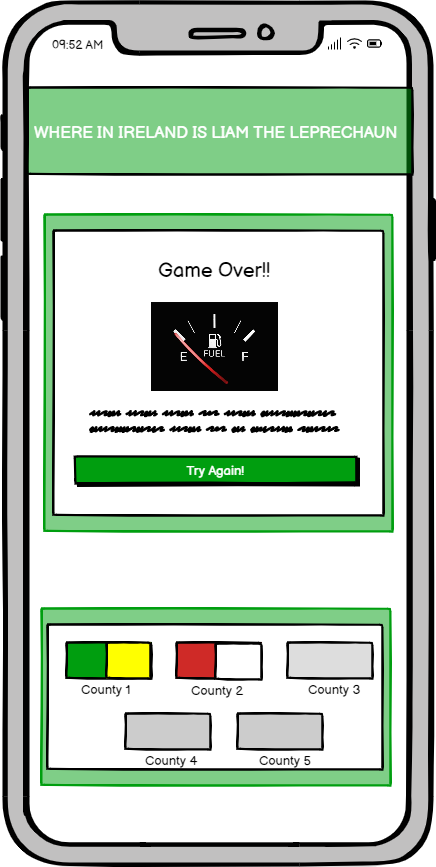 09:52 AM
WHERE IN IRELAND IS LIAM THE LEPRECHAUN
Game Over!!
E FUEL F
Try Again!
County 1 County 2 County 3
County 4 County 5